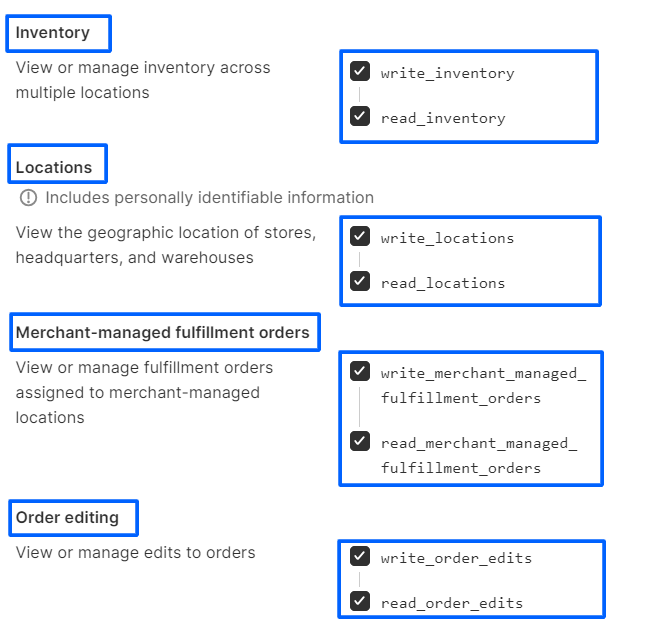 Inventory
View or manage inventory across
multiple locations
write_inventory
read_inventory
Locations
Includes personally identifiable information
View the geographic location of stores,
headquarters, and warehouses
write_locations
read_locations
Merchant-managed fulfillment orders
View or manage fulfillment orders
assigned to merchant-managed
locations
write_merchant_managed_
fulfillment_orders
read_merchant_managed_
fulfillment_orders
Order editing
View or manage edits to orders
write_order_edits
read_order_edits